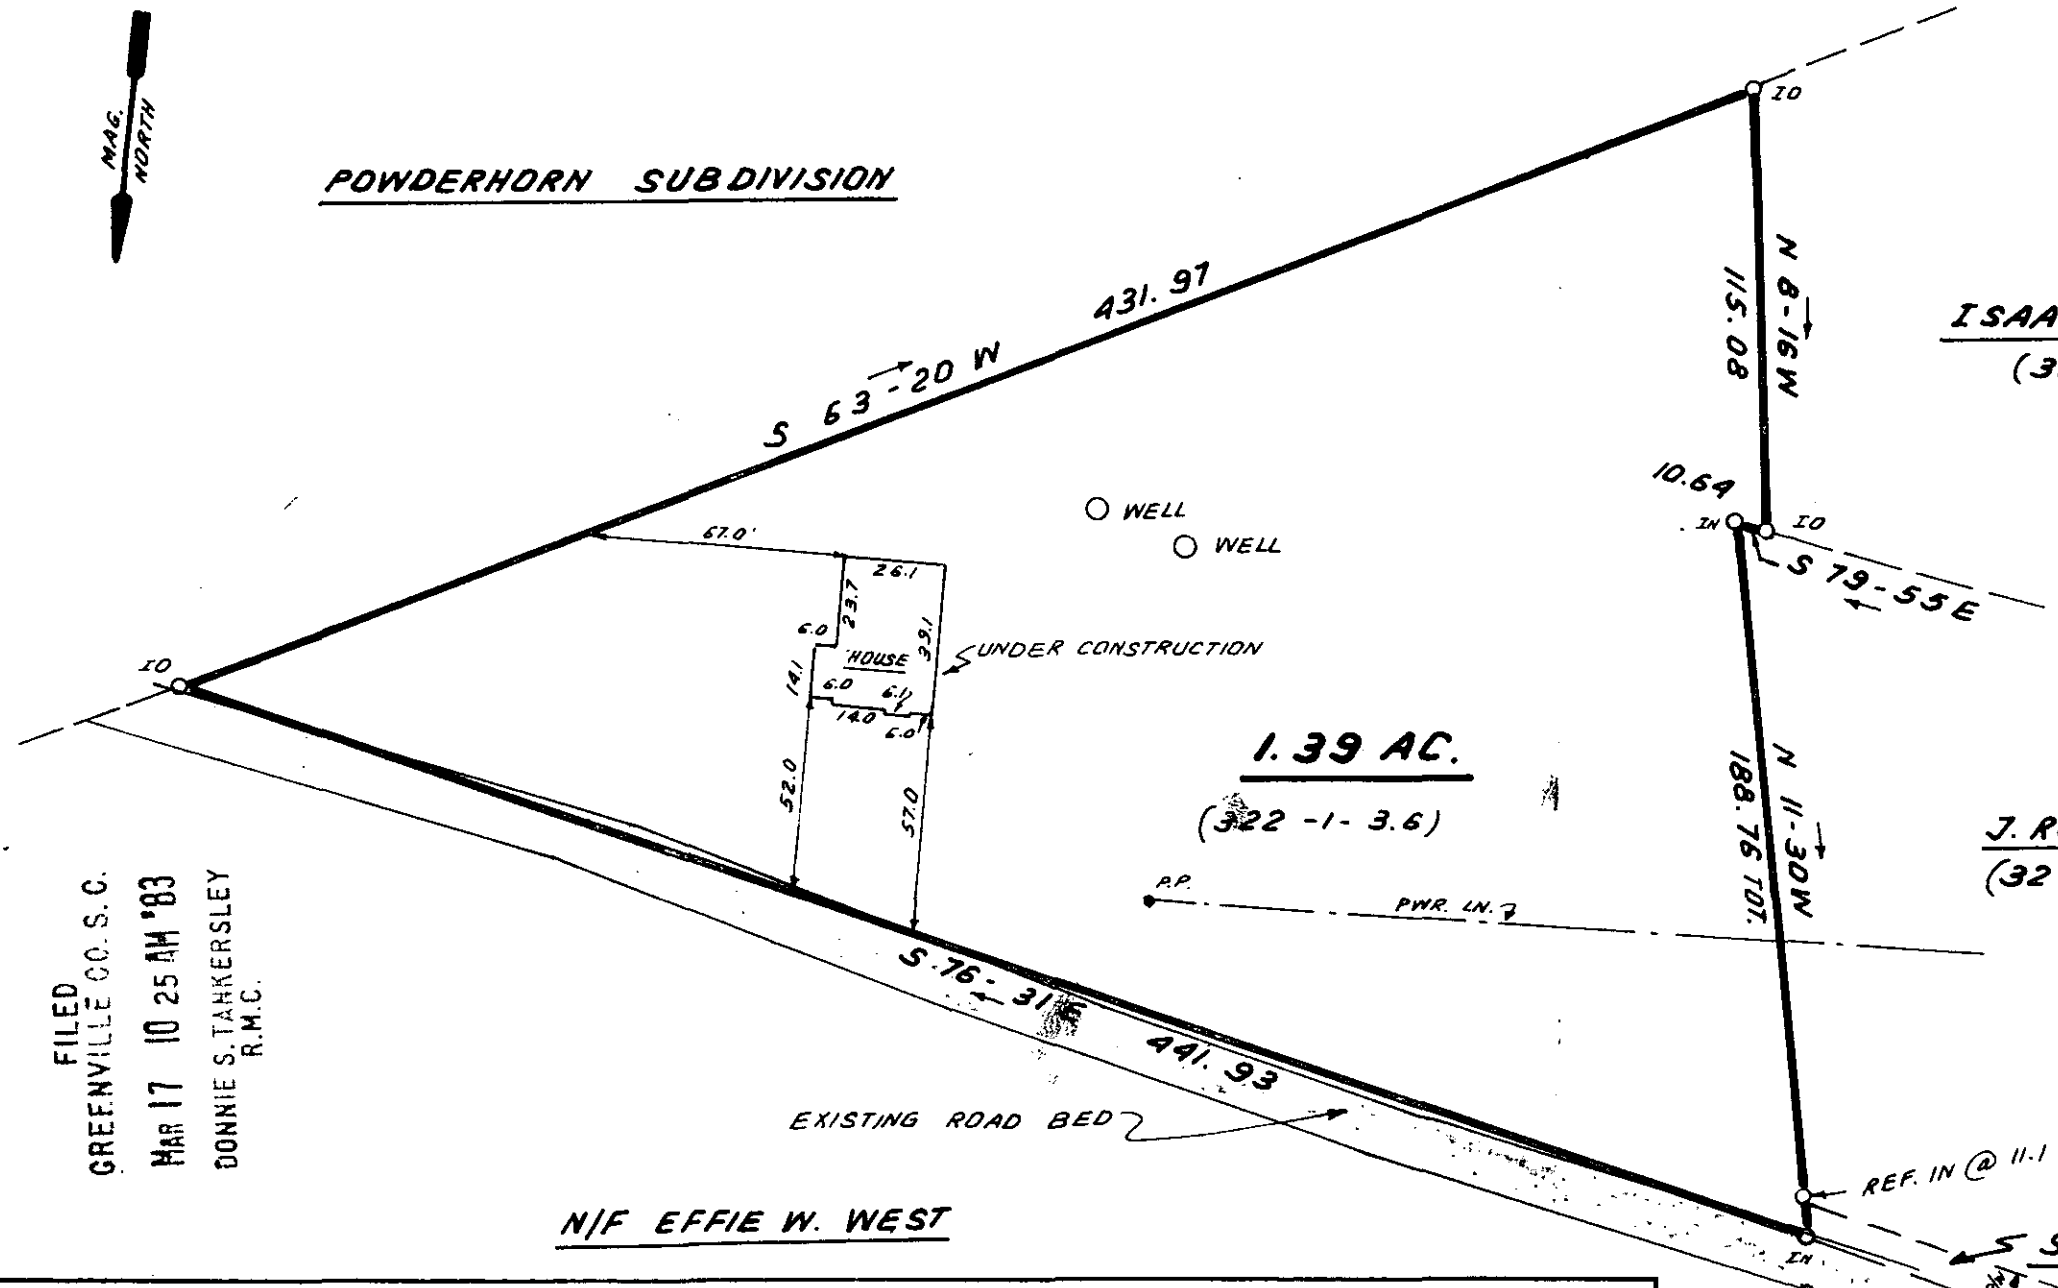 MAG.
NORTH
POWDERHORN SUBDIVISION
IO
431.97
S 63-20 W
N 8-16 W
115.08
10.64
IN
IO
S 79-55 E
WELL
WELL
67.0'
26.1
23.7
6.0
39.1
HOUSE
UNDER CONSTRUCTION
14.1
6.0
6.1
14.0
6.0
IO
52.0
57.0
1.39 AC.
(322-1-3.6)
N 11-30 W
188.76 TOT.
P.P.
PWR. LN.
S 76-31 E
441.93
EXISTING ROAD BED
REF. IN @ 11.1
IN
N/F EFFIE W. WEST
FILED
GREENVILLE CO. S. C.
MAR 17 10 25 AM '83
DONNIE S. TANKERSLEY
R.M.C.